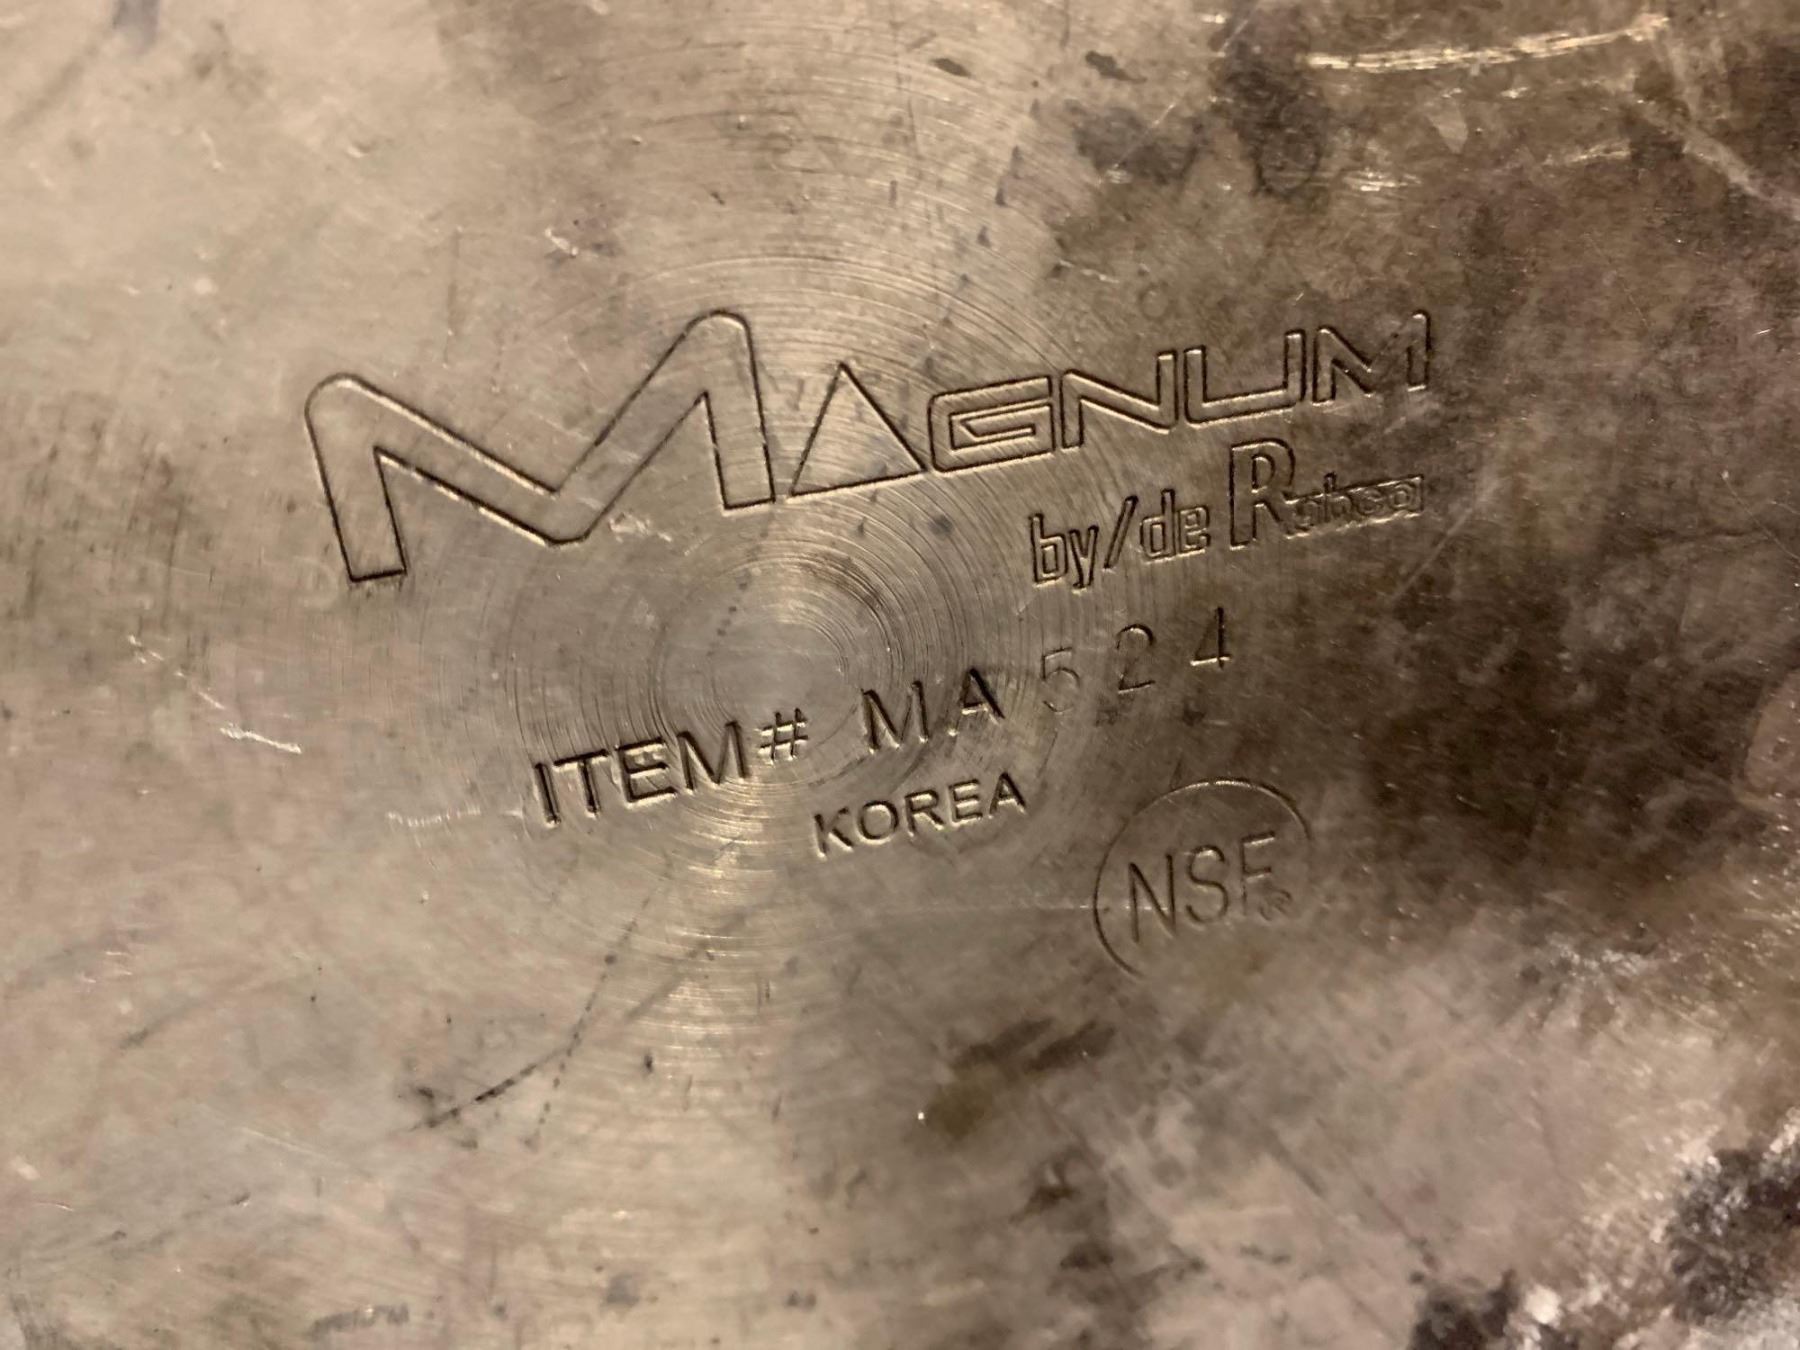 MAGNUM
by/de Rabco
ITEM# MA 524
KOREA
NSF®